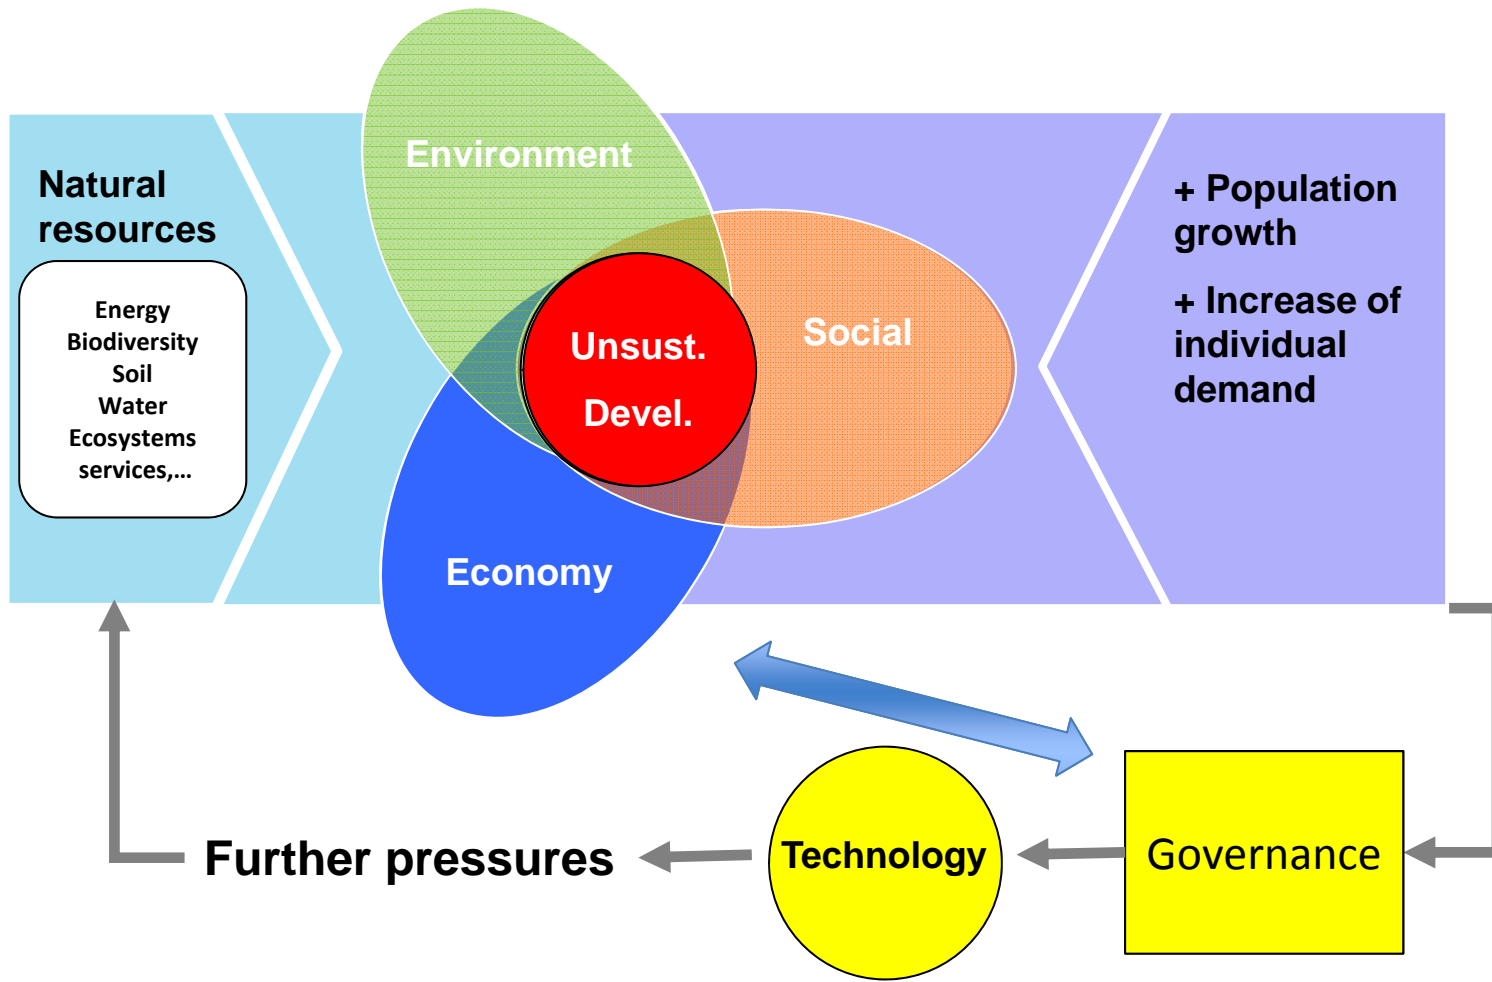 Environment
Natural
resources
Energy
Biodiversity
Soil
Water
Ecosystems
services,...
Unsust.
Devel.
Social
Economy
+ Population
growth
+ Increase of
individual
demand
Further pressures
Technology
Governance